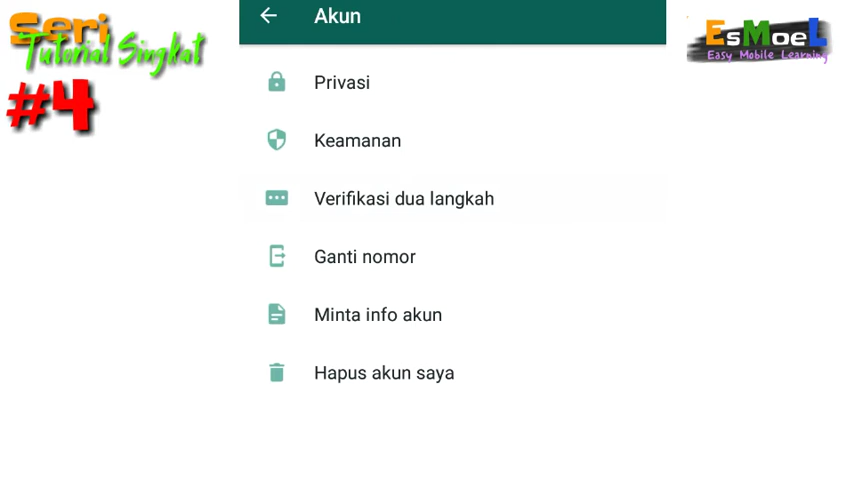 Seri
Tutorial Singkat
#4
Akun
EsMoeL
Easy Mobile Learning
Privasi
Keamanan
Verifikasi dua langkah
Ganti nomor
Minta info akun
Hapus akun saya